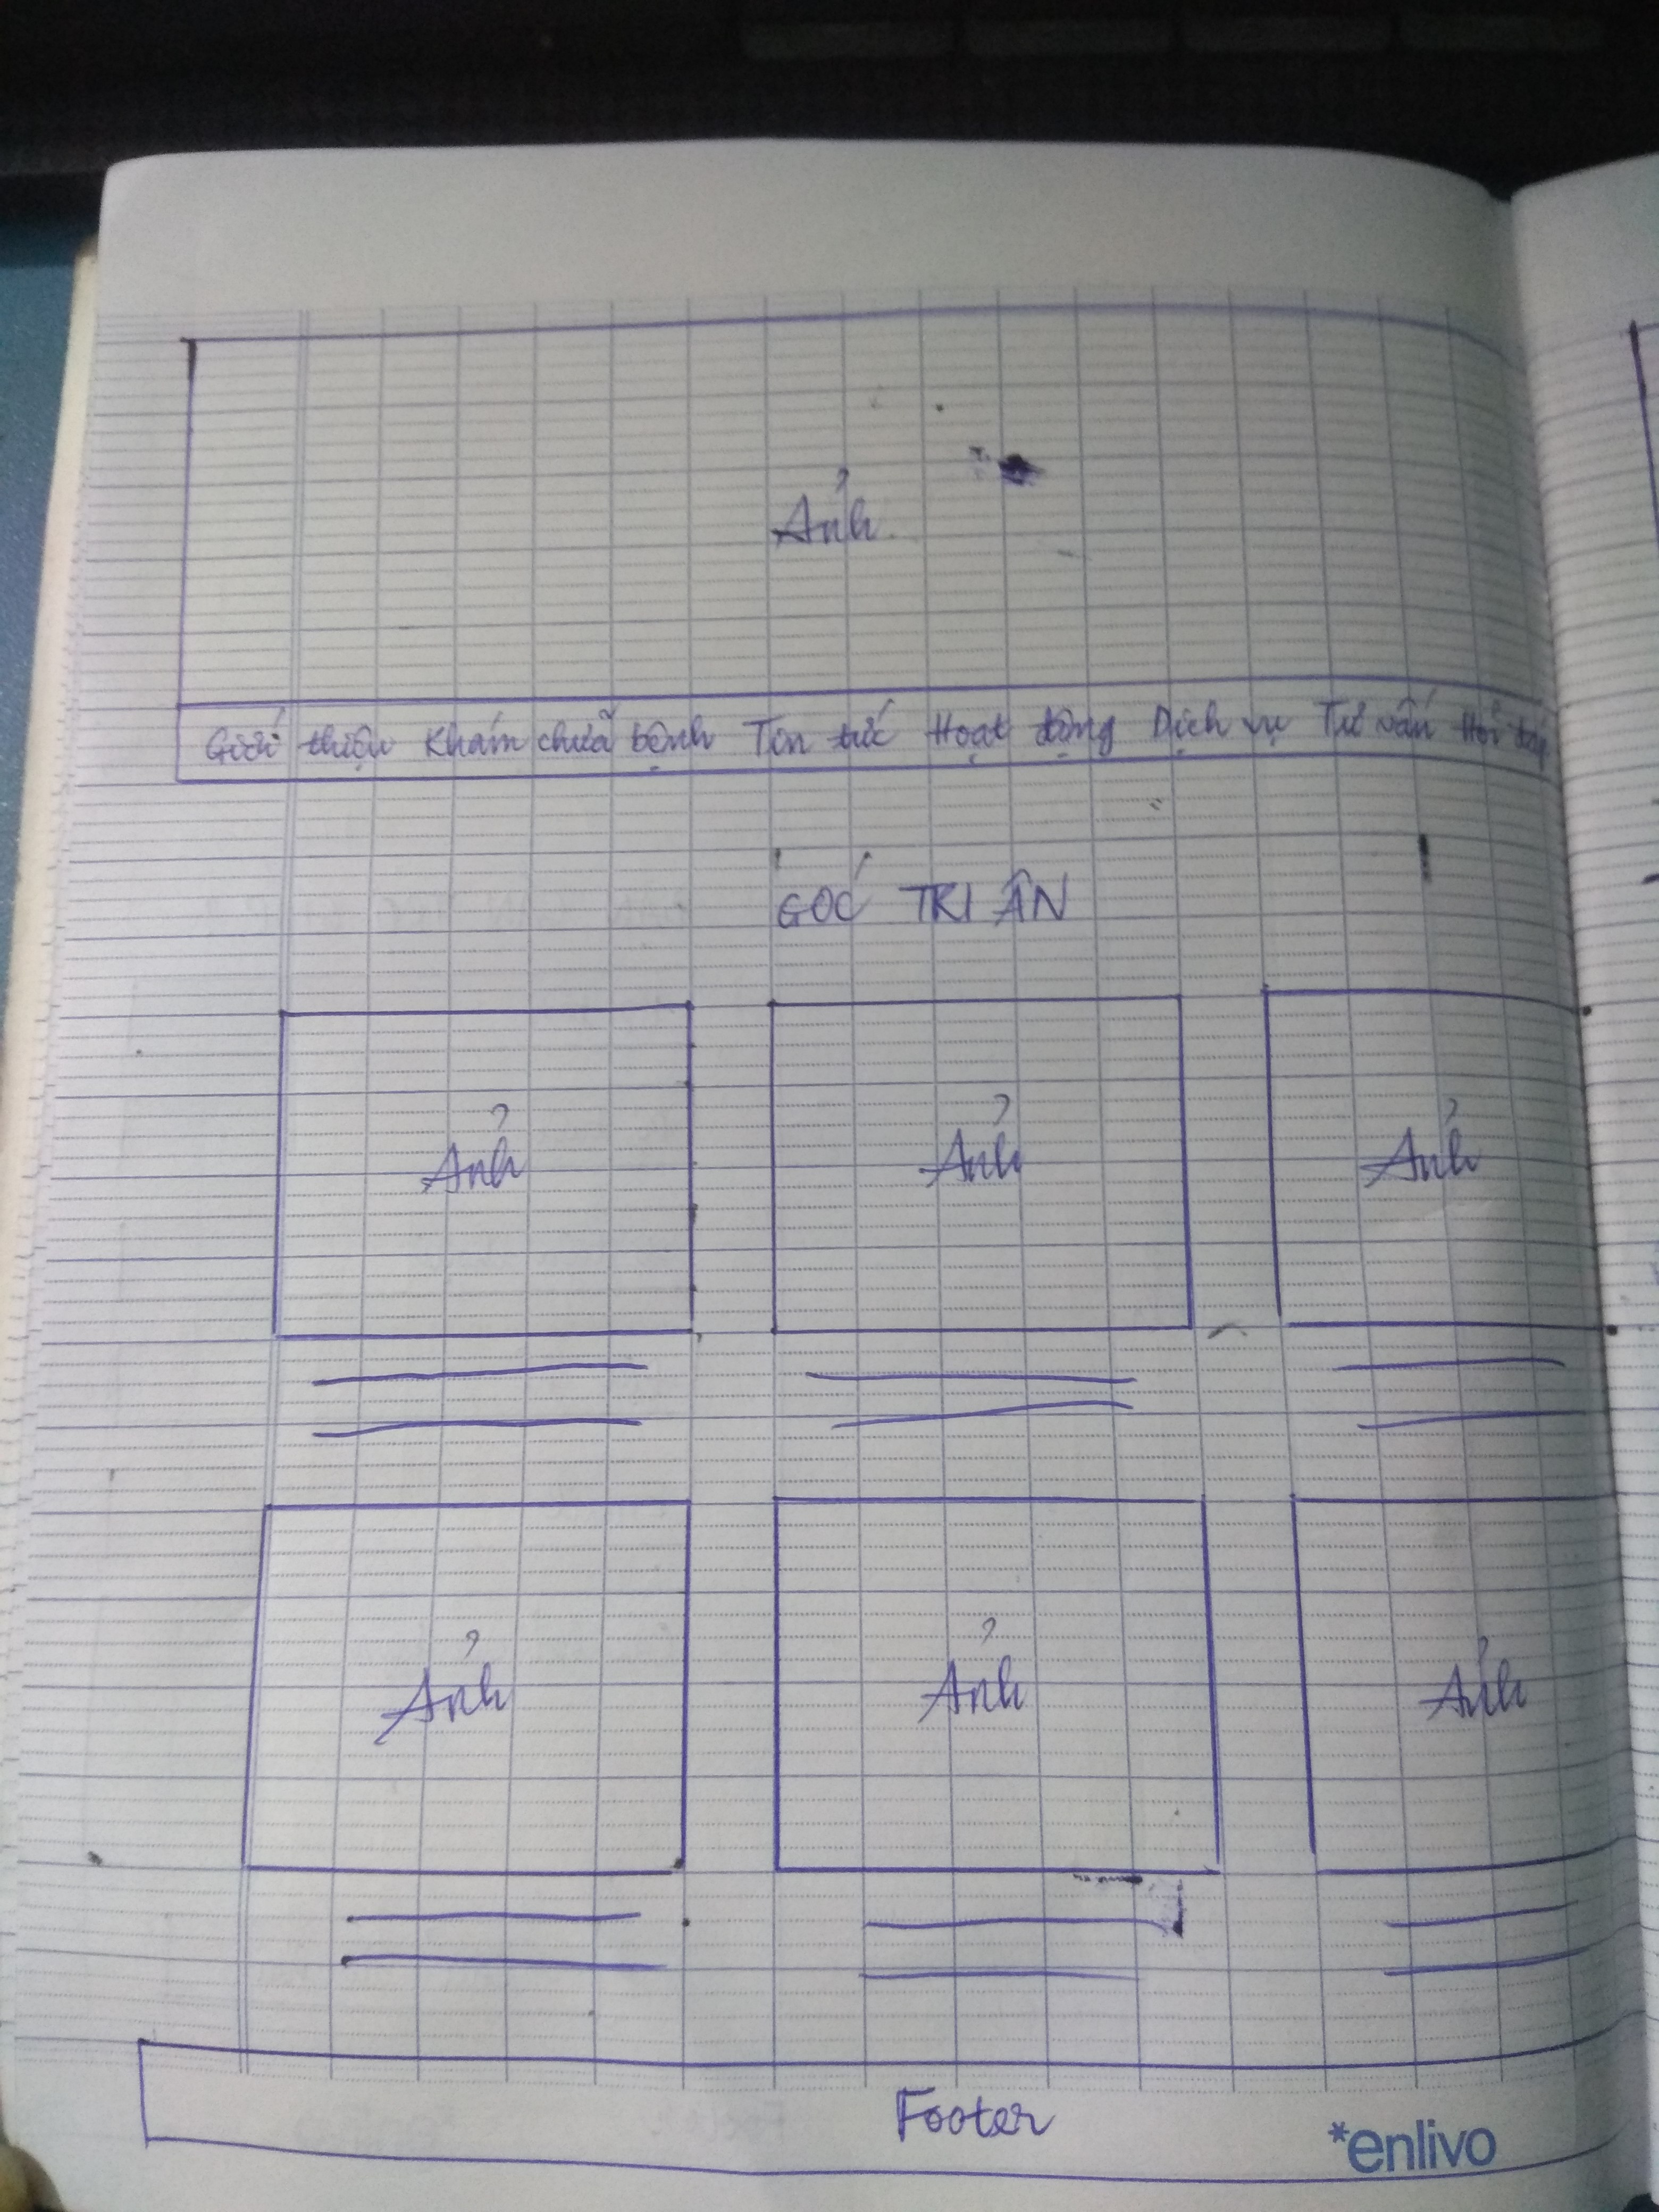 Ảnh
Giới thiệu Khám chữa bệnh Tin tức Hoạt động Dịch vụ Tư vấn Hỏi đáp
GÓC TRI ÂN
Ảnh Ảnh Ảnh
Ảnh Ảnh Ảnh
Footer
*enlivo